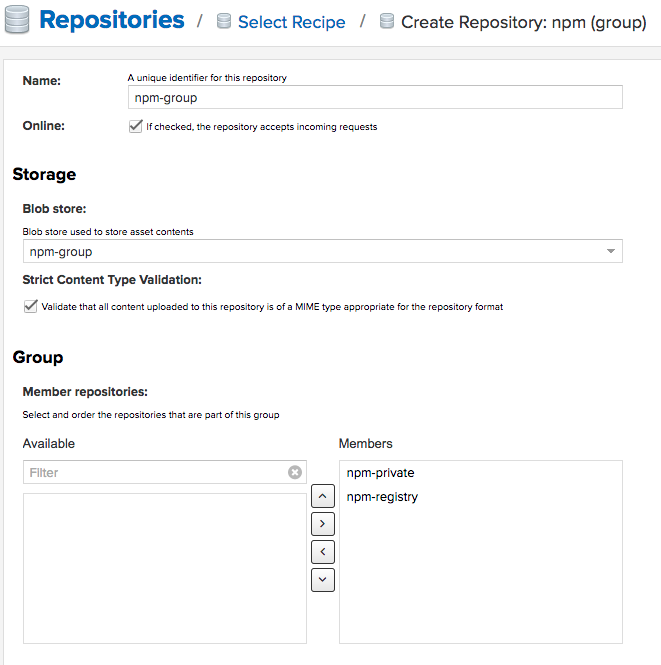 Repositories / Select Recipe / Create Repository: npm (group)
Name:
A unique identifier for this repository
npm-group
Online:
If checked, the repository accepts incoming requests
Storage
Blob store:
Blob store used to store asset contents
npm-group
Strict Content Type Validation:
Validate that all content uploaded to this repository is of a MIME type appropriate for the repository format
Group
Member repositories:
Select and order the repositories that are part of this group
Available
Filter
Members
npm-private
npm-registry